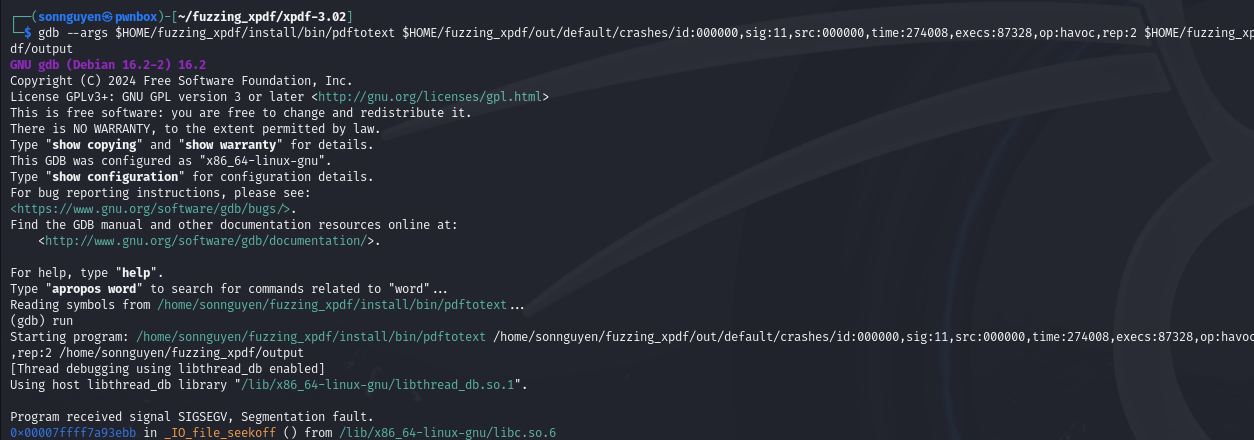 ┌──(sonnguyen㉿pwnbox)-[~/fuzzing_xpdf/xpdf-3.02]
└─$ gdb --args $HOME/fuzzing_xpdf/install/bin/pdftotext $HOME/fuzzing_xpdf/out/default/crashes/id:000000,sig:11,src:000000,time:274008,execs:87328,op:havoc,rep:2 $HOME/fuzzing_xp
df/output
GNU gdb (Debian 16.2-2) 16.2
Copyright (C) 2024 Free Software Foundation, Inc.
License GPLv3+: GNU GPL version 3 or later <http://gnu.org/licenses/gpl.html>
This is free software: you are free to change and redistribute it.
There is NO WARRANTY, to the extent permitted by law.
Type "show copying" and "show warranty" for details.
This GDB was configured as "x86_64-linux-gnu".
Type "show configuration" for configuration details.
For bug reporting instructions, please see:
<https://www.gnu.org/software/gdb/bugs/>.
Find the GDB manual and other documentation resources online at:
    <http://www.gnu.org/software/gdb/documentation/>.

For help, type "help".
Type "apropos word" to search for commands related to "word"...
Reading symbols from /home/sonnguyen/fuzzing_xpdf/install/bin/pdftotext...
(gdb) run
Starting program: /home/sonnguyen/fuzzing_xpdf/install/bin/pdftotext /home/sonnguyen/fuzzing_xpdf/out/default/crashes/id:000000,sig:11,src:000000,time:274008,execs:87328,op:havoc
,rep:2 /home/sonnguyen/fuzzing_xpdf/output
[Thread debugging using libthread_db enabled]
Using host libthread_db library "/lib/x86_64-linux-gnu/libthread_db.so.1".

Program received signal SIGSEGV, Segmentation fault.
0x00007ffff7a93ebb in _IO_file_seekoff () from /lib/x86_64-linux-gnu/libc.so.6